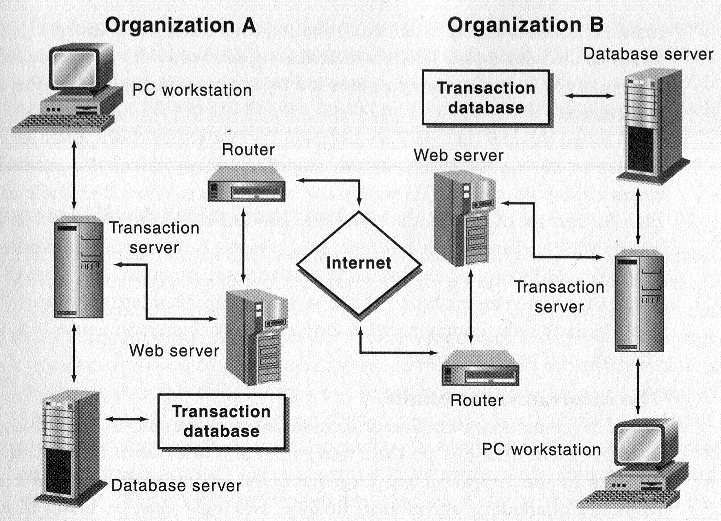 Organization A
Organization B
PC workstation
Database server
Transaction
database
Router
Web server
Transaction
server
Internet
Transaction
server
Web server
Router
Transaction
database
PC workstation
Database server